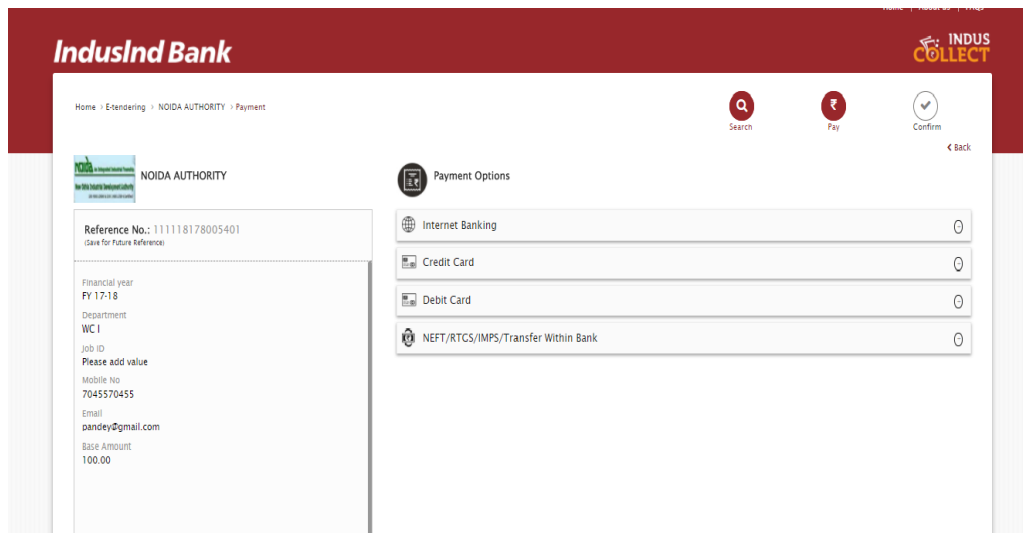 Home | About us | FAQs
IndusInd Bank
INDUS
COLLECT
Home > E-tendering > NOIDA AUTHORITY > Payment
Search
Pay
Confirm
< Back
noida
NOIDA AUTHORITY
Payment Options
Reference No.: 111118178005401
(Save for Future Reference)
Financial year
FY 17-18
Department
WC I
Job ID
Please add value
Mobile No
7045570455
Email
pandey@gmail.com
Base Amount
100.00
Internet Banking
Credit Card
Debit Card
NEFT/RTGS/IMPS/Transfer Within Bank